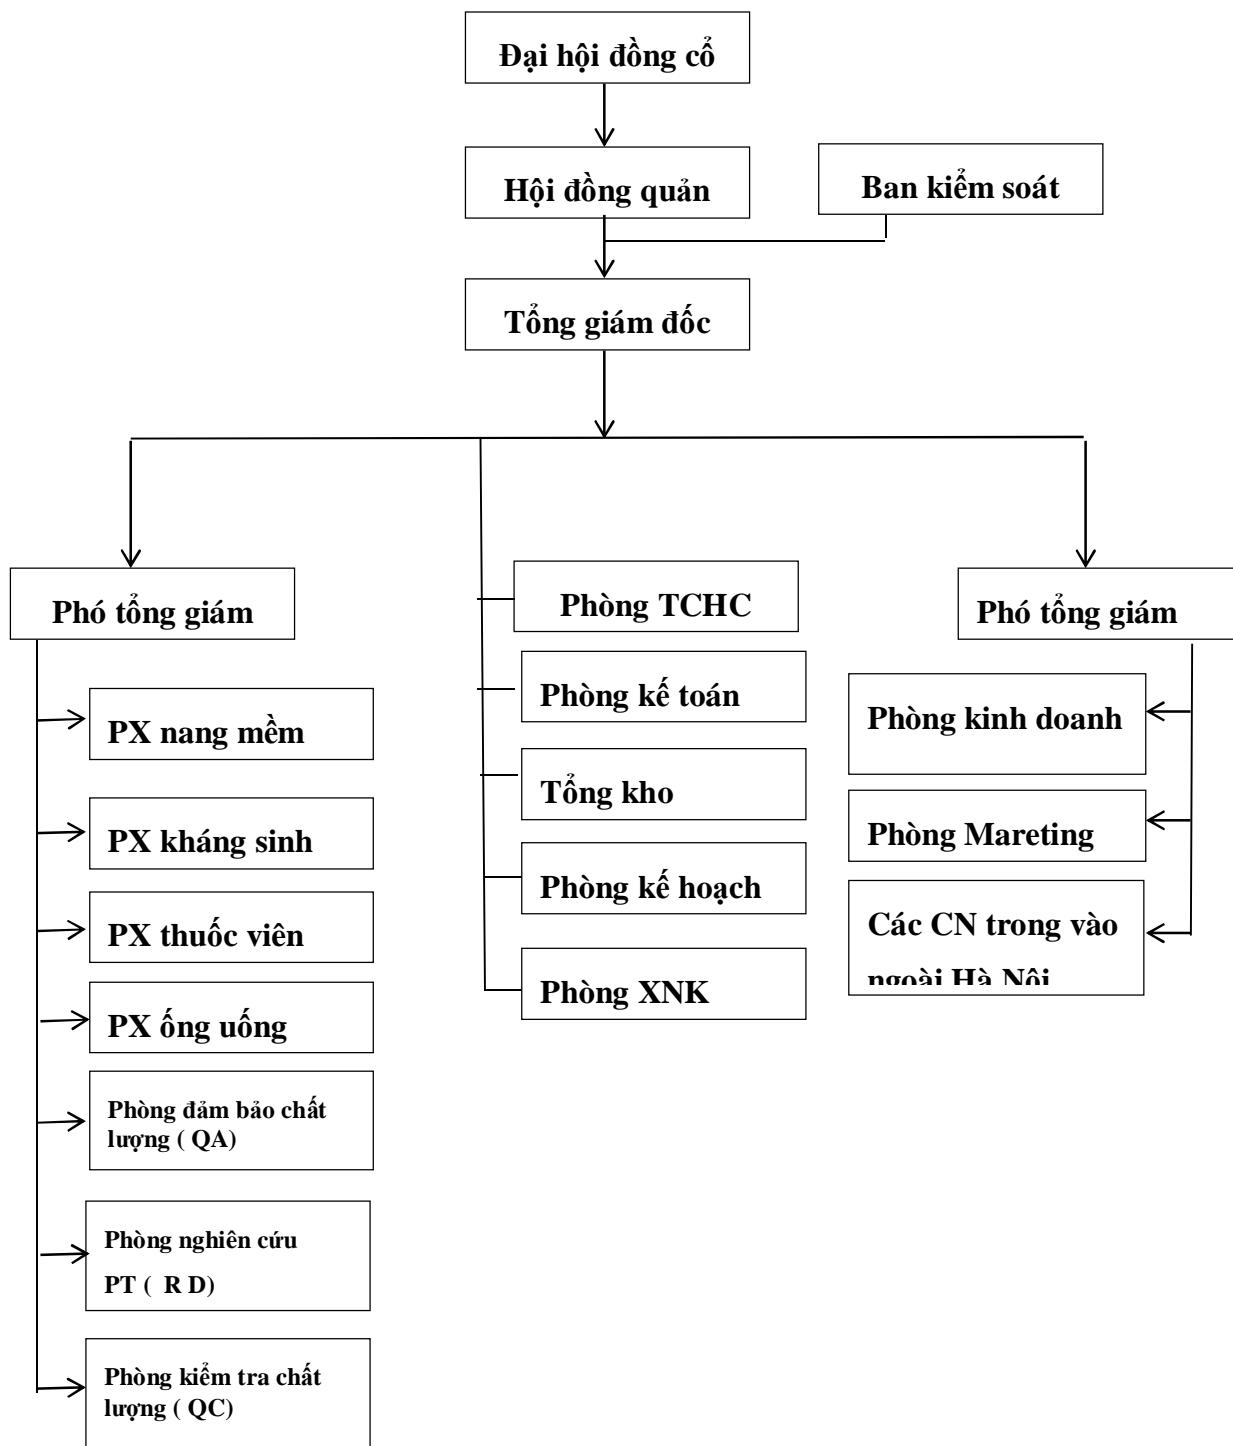 Đại hội đồng cổ
Hội đồng quản
Ban kiểm soát
Tổng giám đốc
Phó tổng giám
PX nang mềm
PX kháng sinh
PX thuốc viên
PX ống uống
Phòng đảm bảo chất
lượng ( QA)
Phòng nghiên cứu
PT ( R D)
Phòng kiểm tra chất
lượng ( QC)
Phòng TCHC
Phòng kế toán
Tổng kho
Phòng kế hoạch
Phòng XNK
Phó tổng giám
Phòng kinh doanh
Phòng Mareting
Các CN trong vào
ngoài Hà Nội